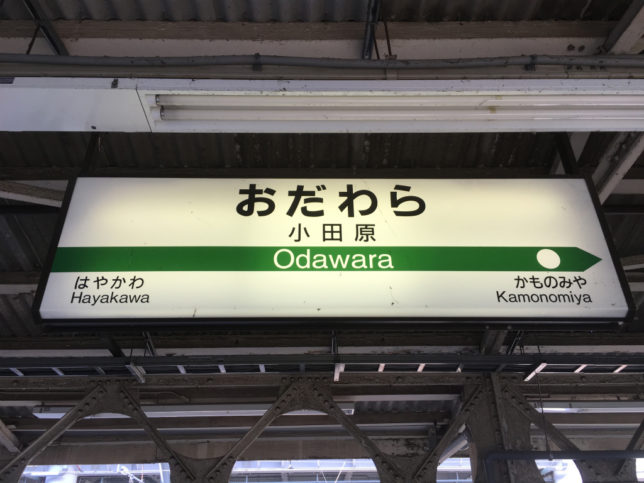 おだわら
小田原
Odawara
はやかわ
Hayakawa
かものみや
Kamonomiya